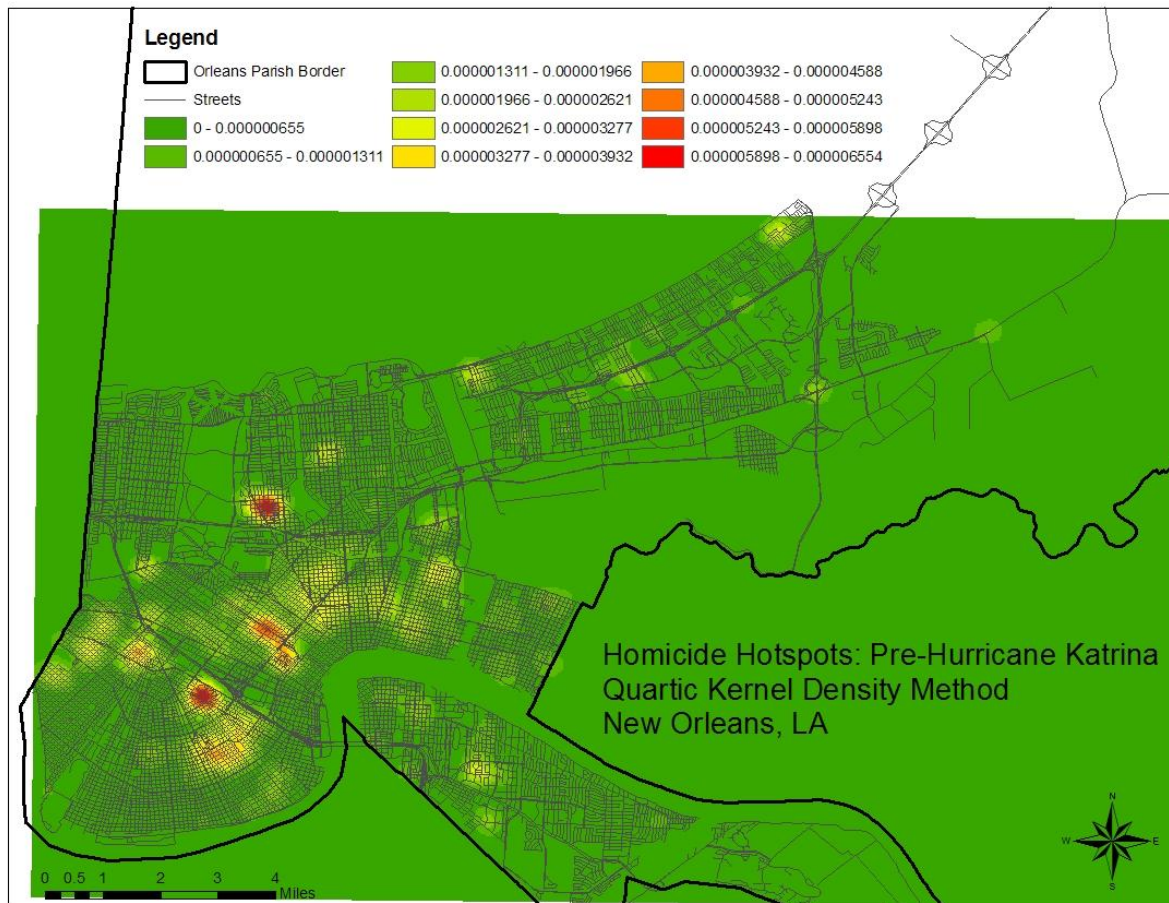 Legend
Orleans Parish Border
Streets
0 - 0.000000655
0.000000655 - 0.000001311
0.000001311 - 0.000001966
0.000001966 - 0.000002621
0.000002621 - 0.000003277
0.000003277 - 0.000003932
0.000003932 - 0.000004588
0.000004588 - 0.000005243
0.000005243 - 0.000005898
0.000005898 - 0.000006554
Homicide Hotspots: Pre-Hurricane Katrina
Quartic Kernel Density Method
New Orleans, LA
N
W E
S
0 0.5 1 2 3 4
Miles